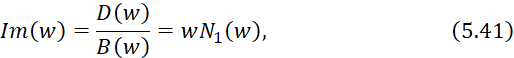 Im(w) = D(w)/B(w) = wN₁(w), (5.41)